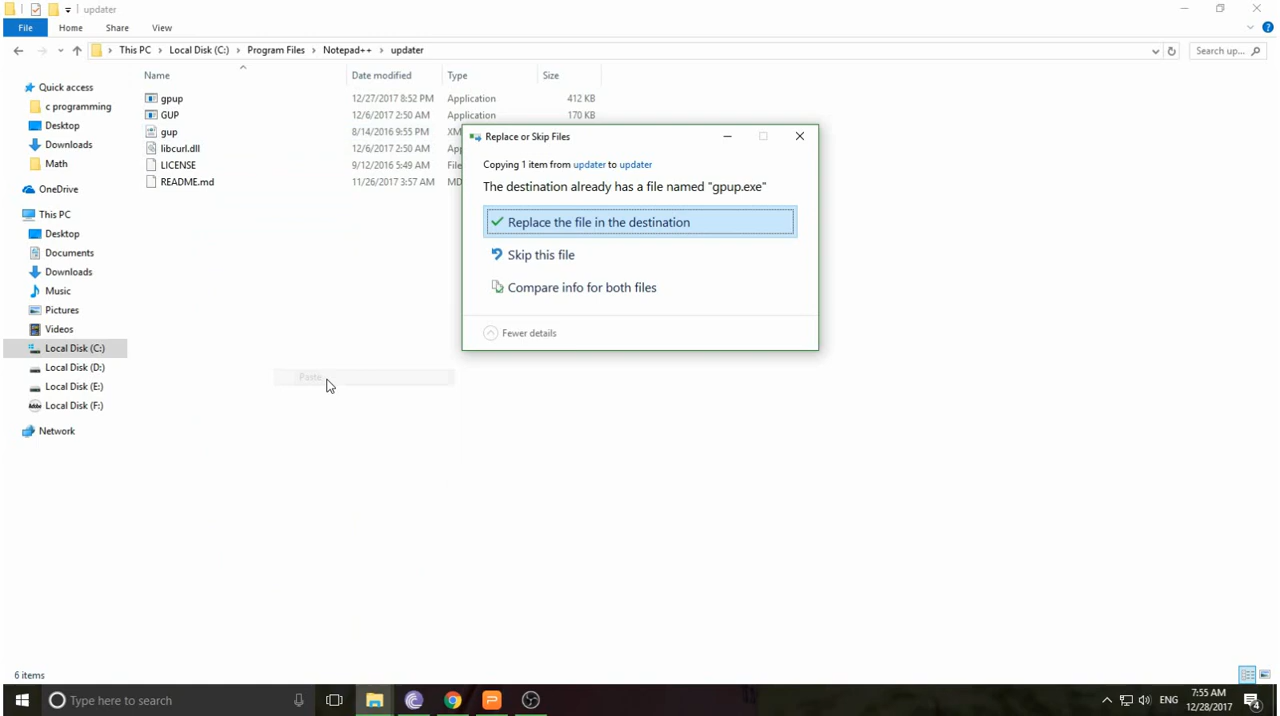 updater
File Home Share View
This PC Local Disk (C:) Program Files Notepad++ updater
Search up...
Name Date modified Type Size
gpup 12/27/2017 8:52 PM Application 412 KB
GUP 12/6/2017 2:50 AM Application 170 KB
gup 8/14/2016 9:55 PM XM
libcurl.dll 12/6/2017 2:50 AM Ap
LICENSE 9/12/2016 5:49 AM File
README.md 11/26/2017 3:57 AM MD
Quick access
c programming
Desktop
Downloads
Math
OneDrive
This PC
Desktop
Documents
Downloads
Music
Pictures
Videos
Local Disk (C:)
Local Disk (D:)
Local Disk (E:)
Local Disk (F:)
Network
Replace or Skip Files
Copying 1 item from updater to updater
The destination already has a file named "gpup.exe"
Replace the file in the destination
Skip this file
Compare info for both files
Fewer details
Paste
6 items
Type here to search
ENG
7:55 AM
12/28/2017
4